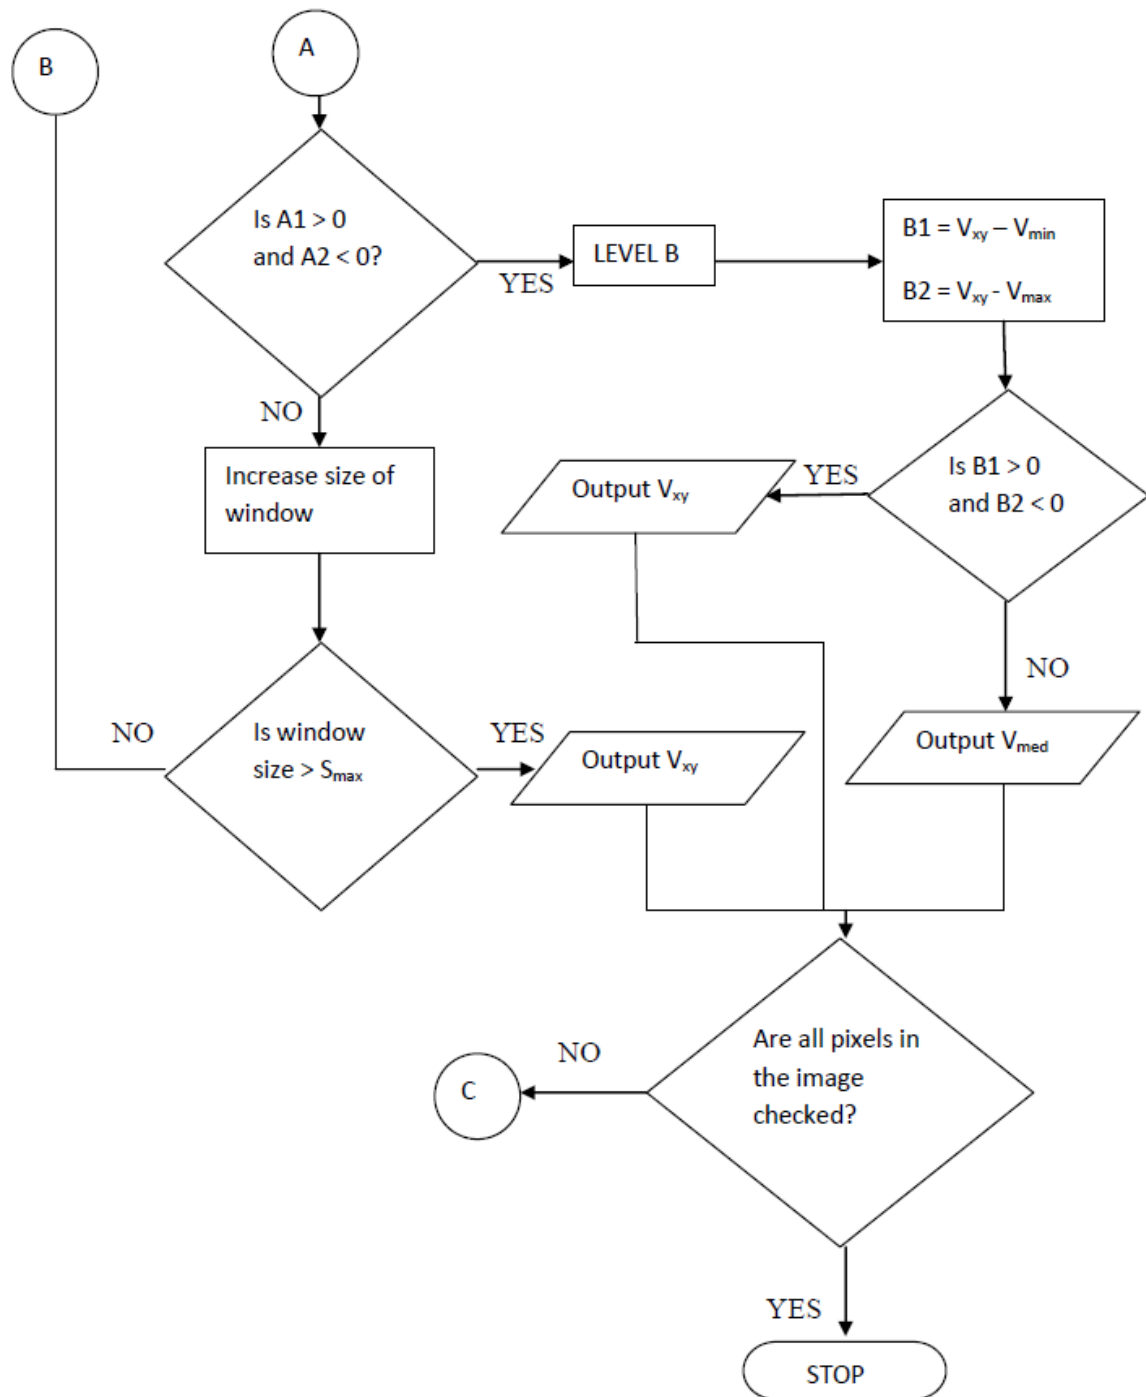 B
A
Is A1 > 0
and A2 < 0?
YES
LEVEL B
B1 = Vxy – Vmin
B2 = Vxy - Vmax
NO
Increase size of
window
Output Vxy
YES
Is B1 > 0
and B2 < 0
NO
NO
Is window
size > Smax
YES
Output Vxy
Output Vmed
C
NO
Are all pixels in
the image
checked?
YES
STOP